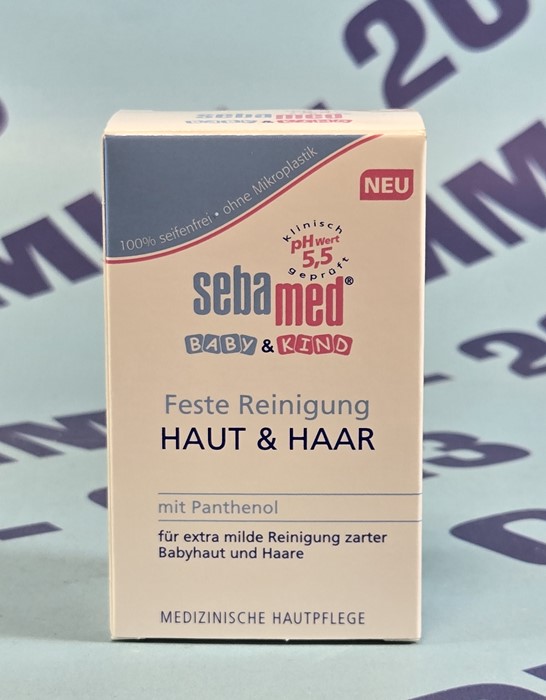 sebamed
100% seifenfrei • ohne Mikroplastik
NEU
klinisch
pH Wert
5,5
geprüft
sebamed®
BABY & KIND
Feste Reinigung
HAUT & HAAR
mit Panthenol
für extra milde Reinigung zarter
Babyhaut und Haare
MEDIZINISCHE HAUTPFLEGE